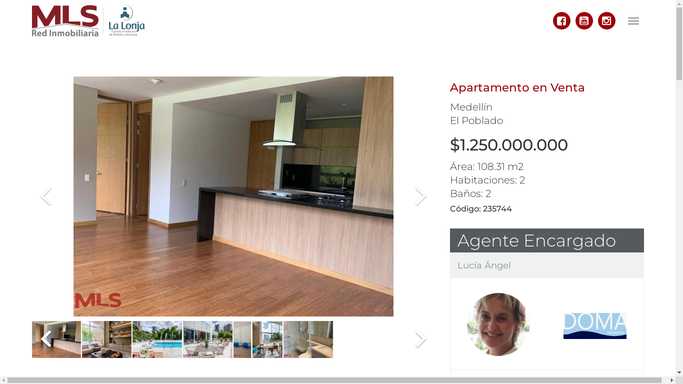 MLS
Red Inmobiliaria
La Lonja
Apartamento en Venta
Medellín
El Poblado
$1.250.000.000
Área: 108.31 m2
Habitaciones: 2
Baños: 2
Código: 235744
MLS
Agente Encargado
Lucía Ángel
DOMA